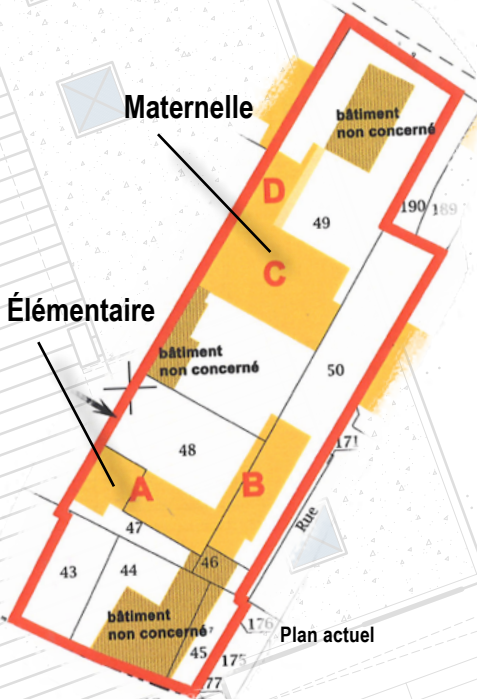 bâtiment
non concerné
Maternelle
D
190
189
49
C
Élémentaire
bâtiment
non concerné
50
48
171
A
B
Rue
47
46
43
44
bâtiment
non concerné
176
Plan actuel
45
175
77